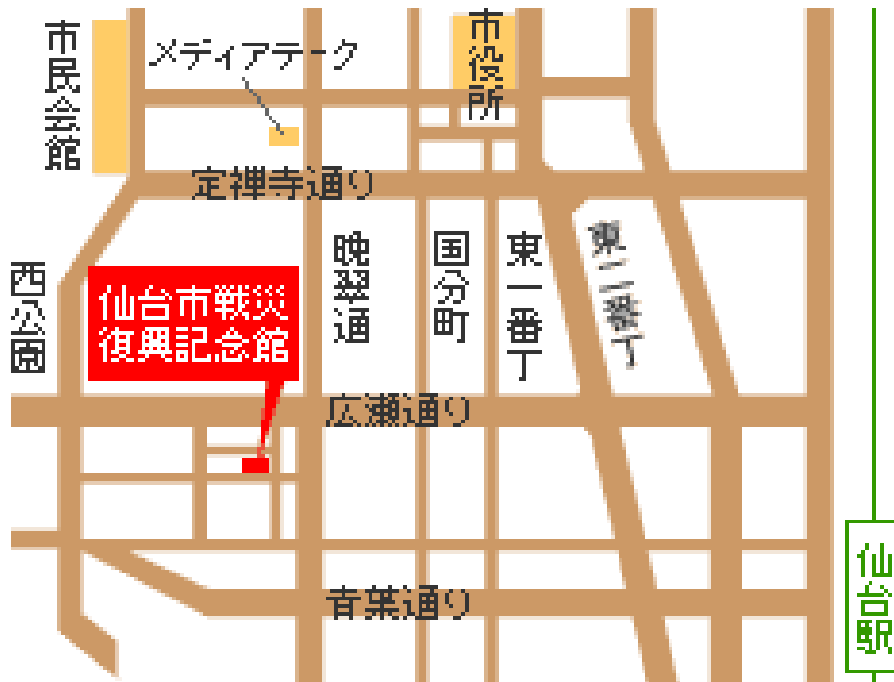 市民会館
メディアテーク
市役所
定禅寺通り
西公園
仙台市戦災
復興記念館
晩翠通
国分町
東一番丁
東二番丁
広瀬通り
青葉通り
仙台駅